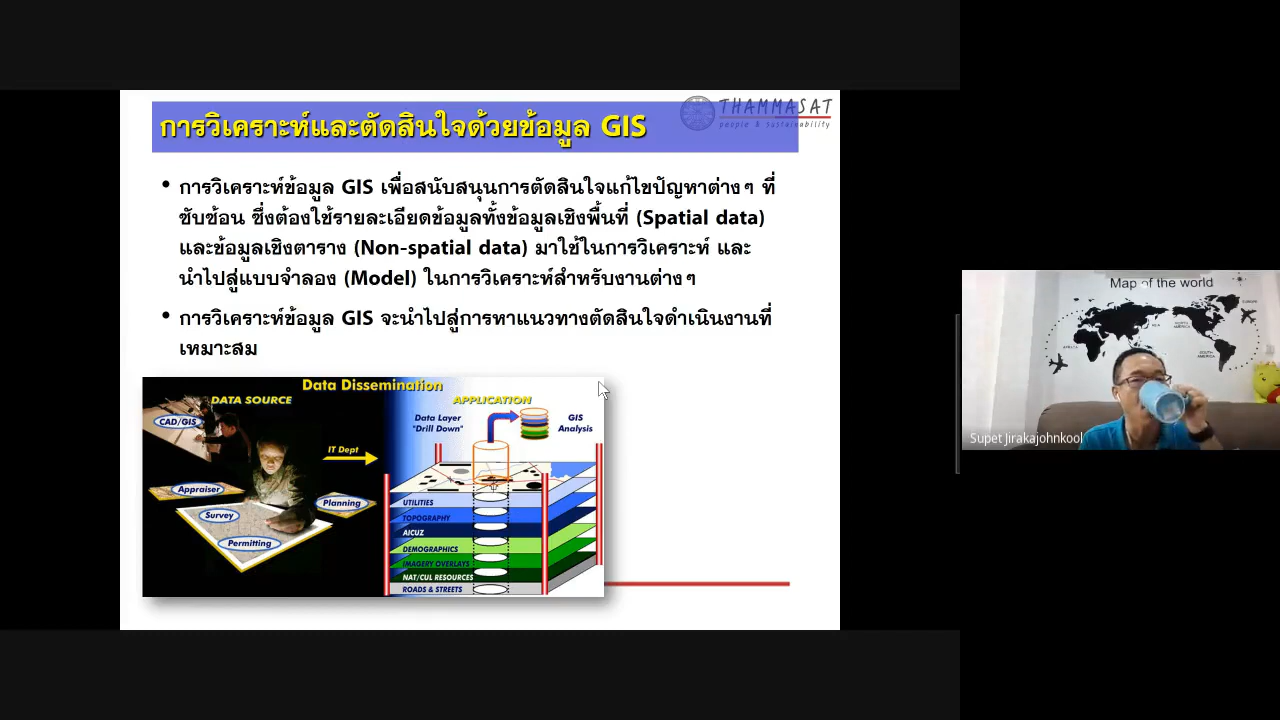 การวิเคราะห์และตัดสินใจด้วยข้อมูล GIS
THAMMASAT
people & sustainability
• การวิเคราะห์ข้อมูล GIS เพื่อสนับสนุนการตัดสินใจแก้ไขปัญหาต่างๆ ที่
ซับซ้อน ซึ่งต้องใช้รายละเอียดข้อมูลทั้งข้อมูลเชิงพื้นที่ (Spatial data)
และข้อมูลเชิงตาราง (Non-spatial data) มาใช้ในการวิเคราะห์ และ
นำไปสู่แบบจำลอง (Model) ในการวิเคราะห์สำหรับงานต่างๆ
• การวิเคราะห์ข้อมูล GIS จะนำไปสู่การหาแนวทางตัดสินใจดำเนินงานที่
เหมาะสม
Data Dissemination
DATA SOURCE
CAD/GIS
IT Dept
Appraiser
Survey
Planning
Permitting
APPLICATION
Data Layer
"Drill Down"
GIS
Analysis
UTILITIES
TOPOGRAPHY
AICUZ
DEMOGRAPHICS
IMAGERY OVERLAYS
NAT/CUL RESOURCES
ROADS & STREETS
Map of the world
EUROPE
ASIA
NORTH
AMERICA
AFRICA
SOUTH
AMERICA
Supet Jirakajohnkool